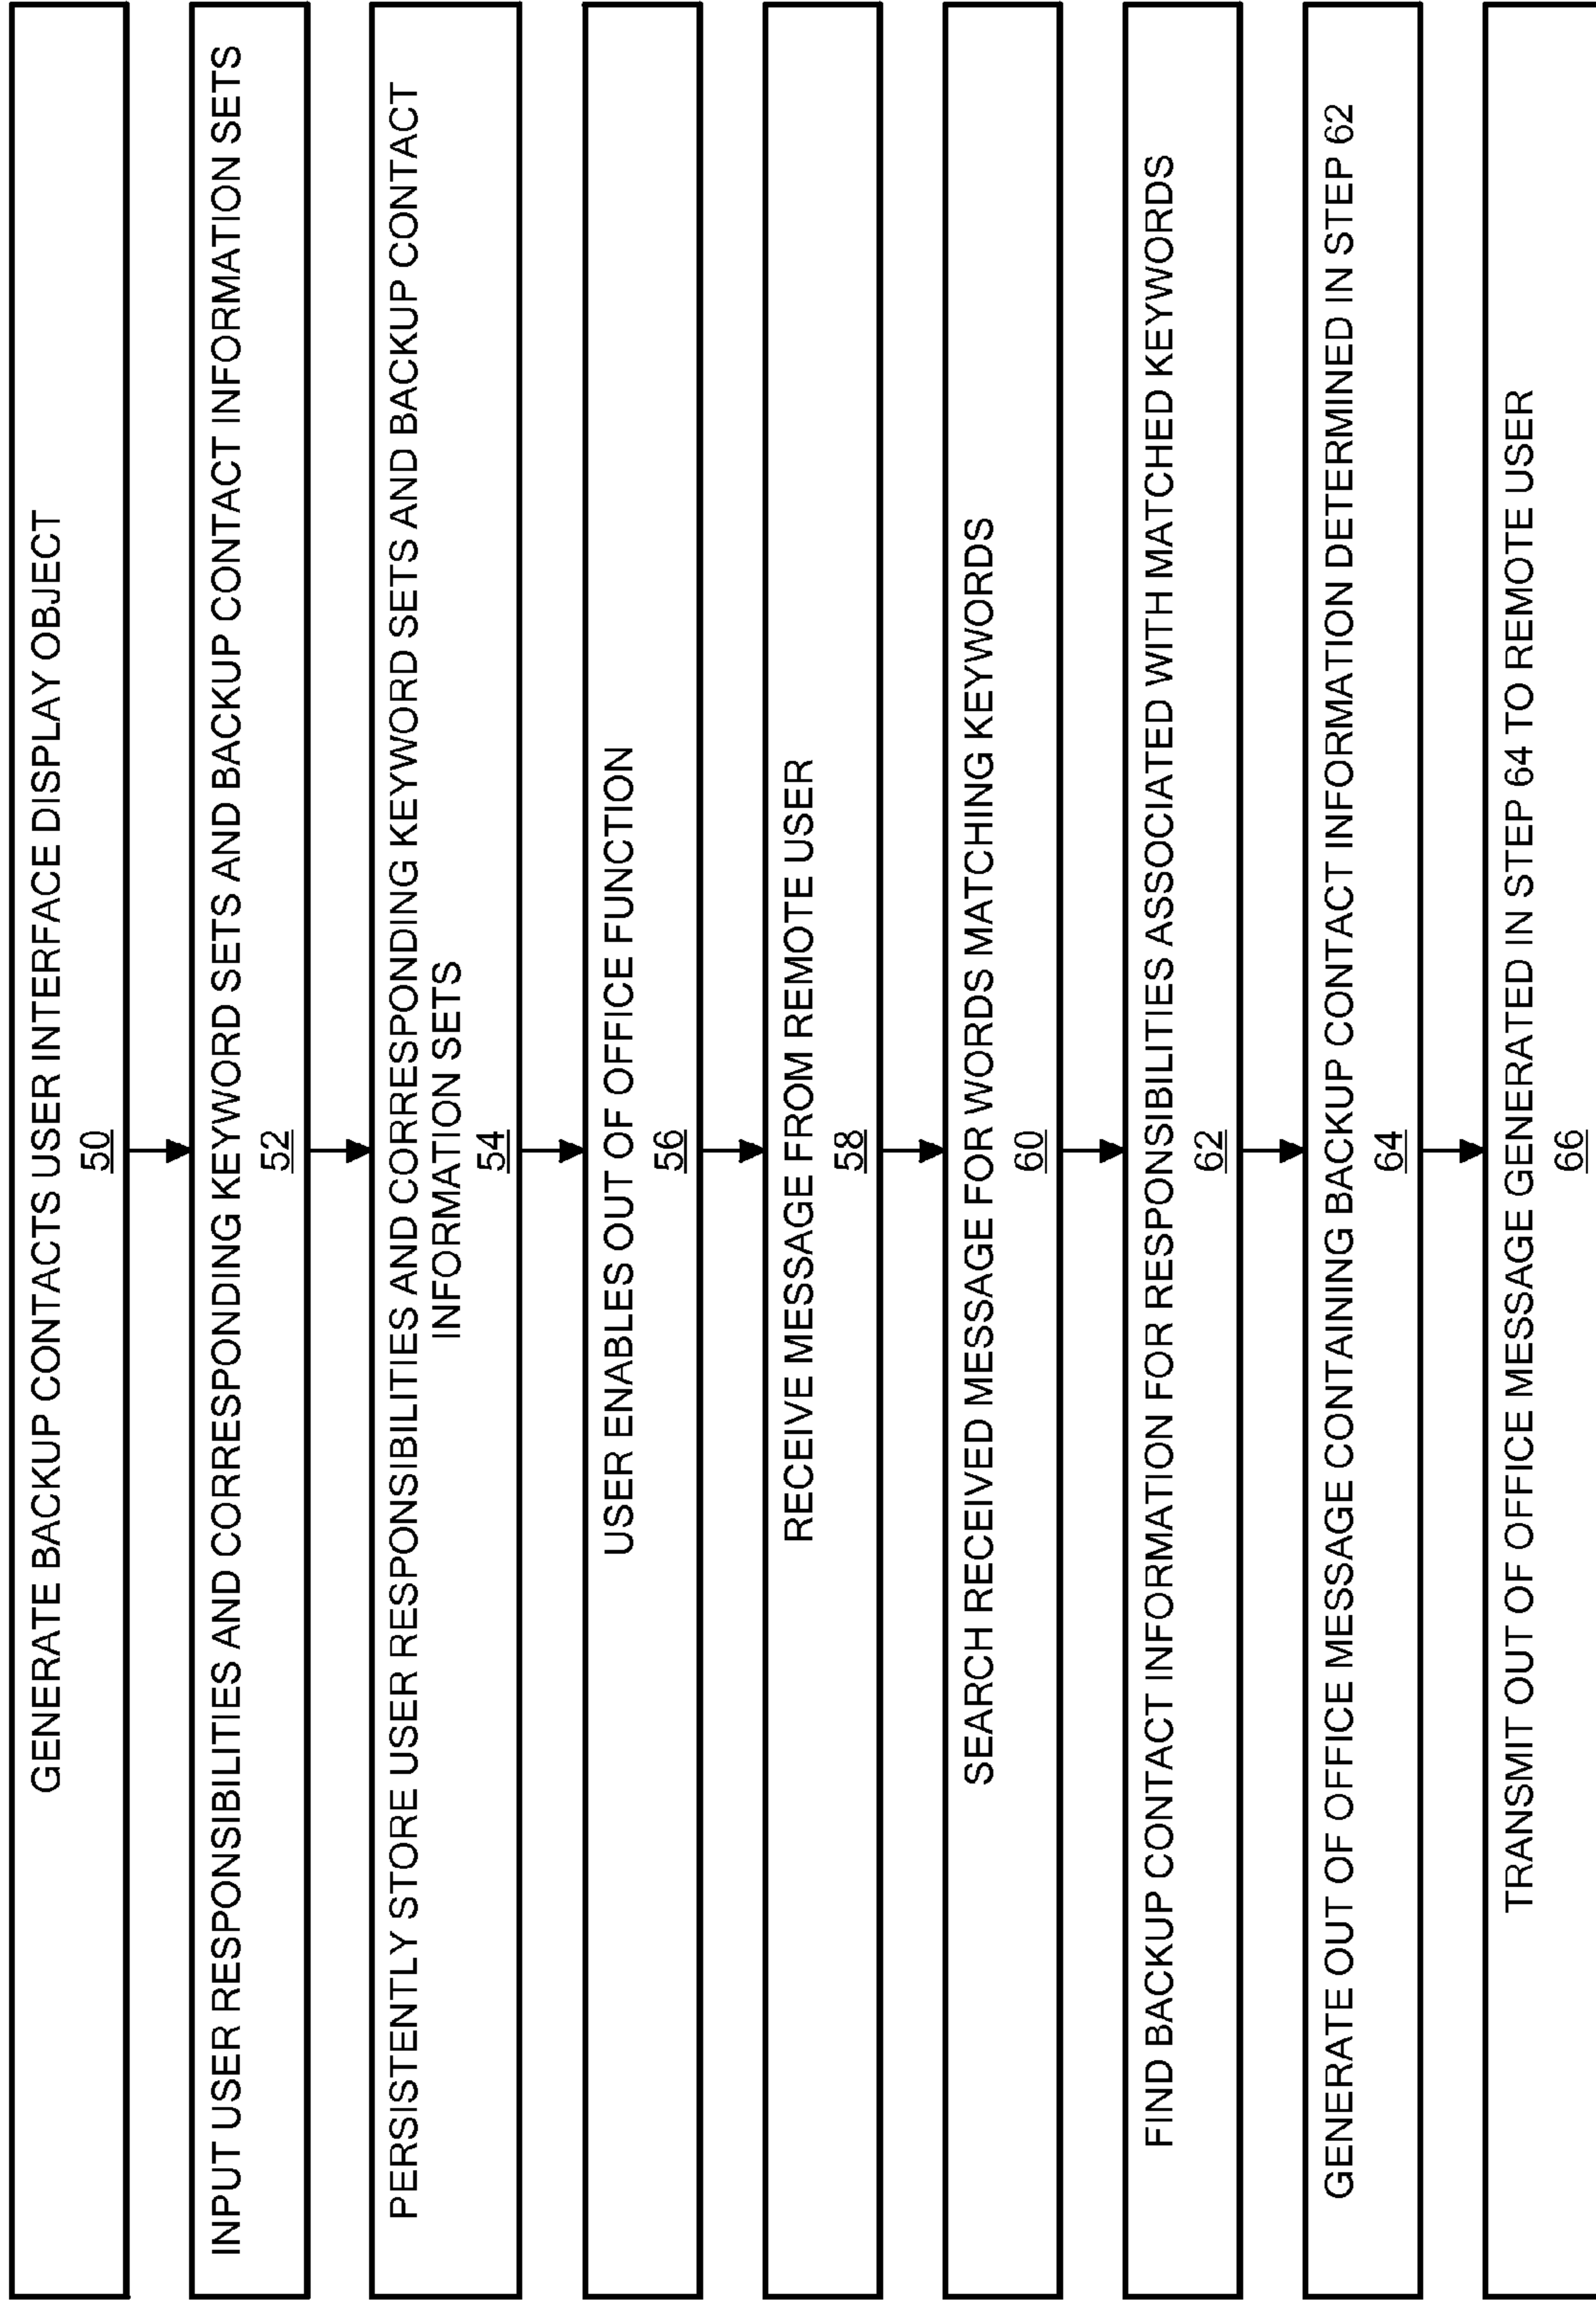 GENERATE BACKUP CONTACTS USER INTERFACE DISPLAY OBJECT
50
INPUT USER RESPONSIBILITIES AND CORRESPONDING KEYWORD SETS AND BACKUP CONTACT INFORMATION SETS
52
PERSISTENTLY STORE USER RESPONSIBILITIES AND CORRESPONDING KEYWORD SETS AND BACKUP CONTACT
INFORMATION SETS
54
USER ENABLES OUT OF OFFICE FUNCTION
56
RECEIVE MESSAGE FROM REMOTE USER
58
SEARCH RECEIVED MESSAGE FOR WORDS MATCHING KEYWORDS
60
FIND BACKUP CONTACT INFORMATION FOR RESPONSIBILITIES ASSOCIATED WITH MATCHED KEYWORDS
62
GENERATE OUT OF OFFICE MESSAGE CONTAINING BACKUP CONTACT INFORMATION DETERMINED IN STEP 62
64
TRANSMIT OUT OF OFFICE MESSAGE GENERATED IN STEP 64 TO REMOTE USER
66